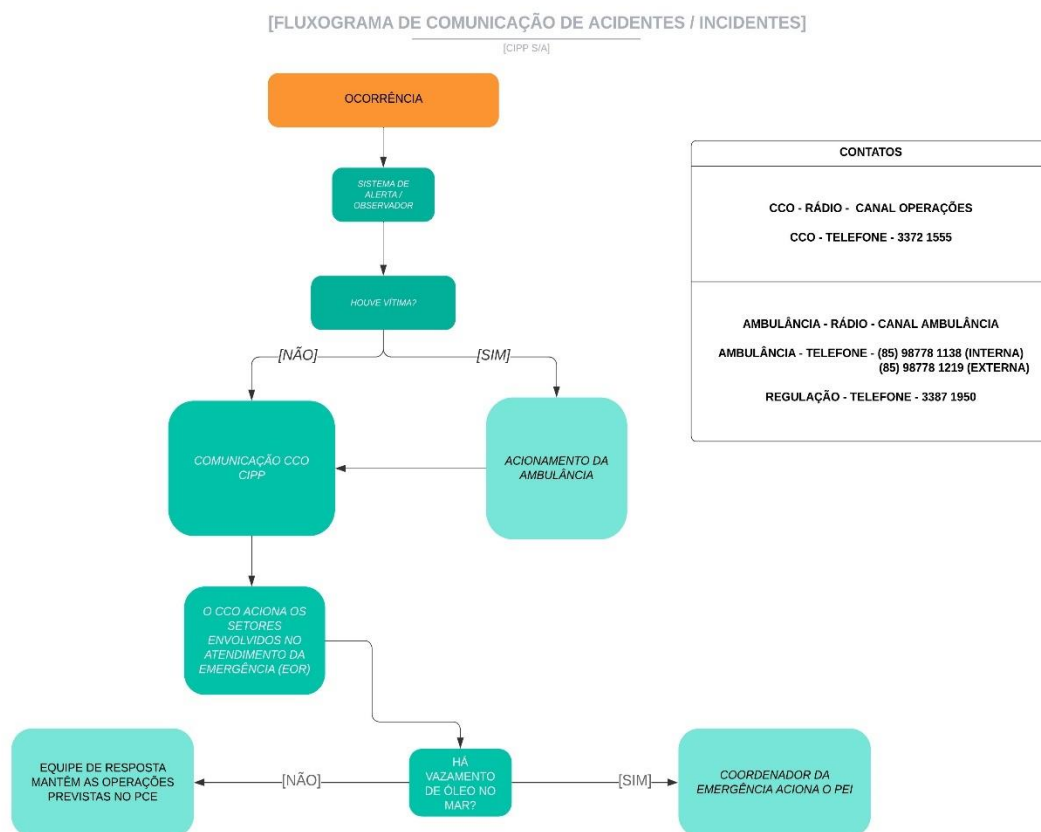 [FLUXOGRAMA DE COMUNICAÇÃO DE ACIDENTES / INCIDENTES]
[CIPP S/A]
OCORRÊNCIA
SISTEMA DE
ALERTA /
OBSERVADOR
HOUVE VÍTIMA?
[NÃO]
[SIM]
COMUNICAÇÃO CCO
CIPP
ACIONAMENTO DA
AMBULÂNCIA
O CCO ACIONA OS
SETORES
ENVOLVIDOS NO
ATENDIMENTO DA
EMERGÊNCIA (EOR)
HÁ
VAZAMENTO
DE ÓLEO NO
MAR?
[NÃO]
EQUIPE DE RESPOSTA
MANTÊM AS OPERAÇÕES
PREVISTAS NO PCE
[SIM]
COORDENADOR DA
EMERGÊNCIA ACIONA O PEI
CONTATOS
CCO - RÁDIO - CANAL OPERAÇÕES
CCO - TELEFONE - 3372 1555
AMBULÂNCIA - RÁDIO - CANAL AMBULÂNCIA
AMBULÂNCIA - TELEFONE - (85) 98778 1138 (INTERNA)
(85) 98778 1219 (EXTERNA)
REGULAÇÃO - TELEFONE - 3387 1950